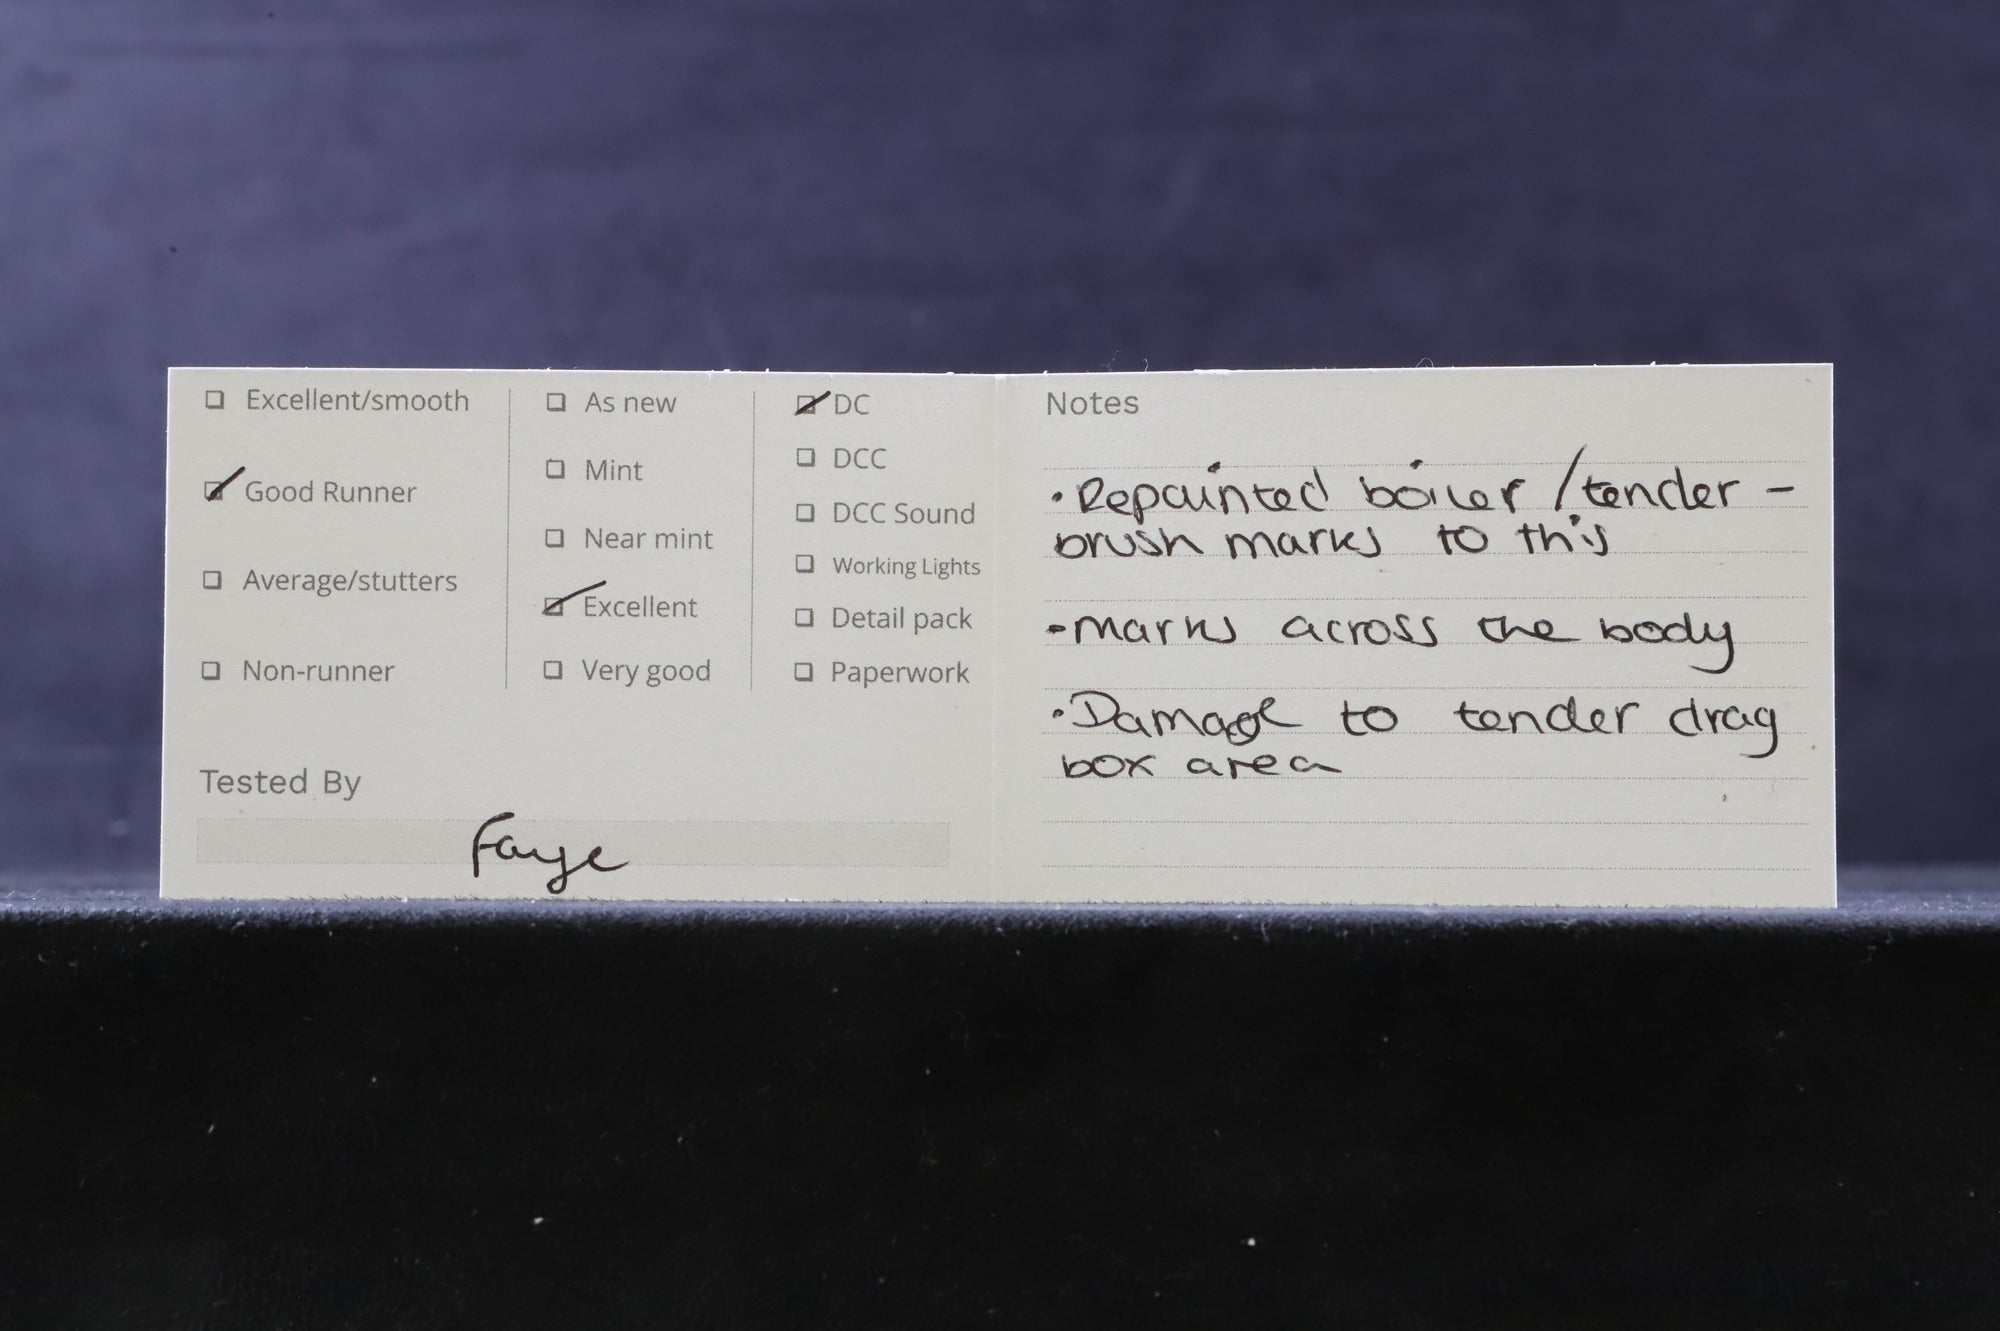 Excellent/smooth
Good Runner
Average/stutters
Non-runner
As new
Mint
Near mint
Excellent
Very good
DC
DCC
DCC Sound
Working Lights
Detail pack
Paperwork
Tested By
Faye
Notes
• Repainted boiler / tender –
brush marks to this
• marks across the body
• Damage to tender drag
box area